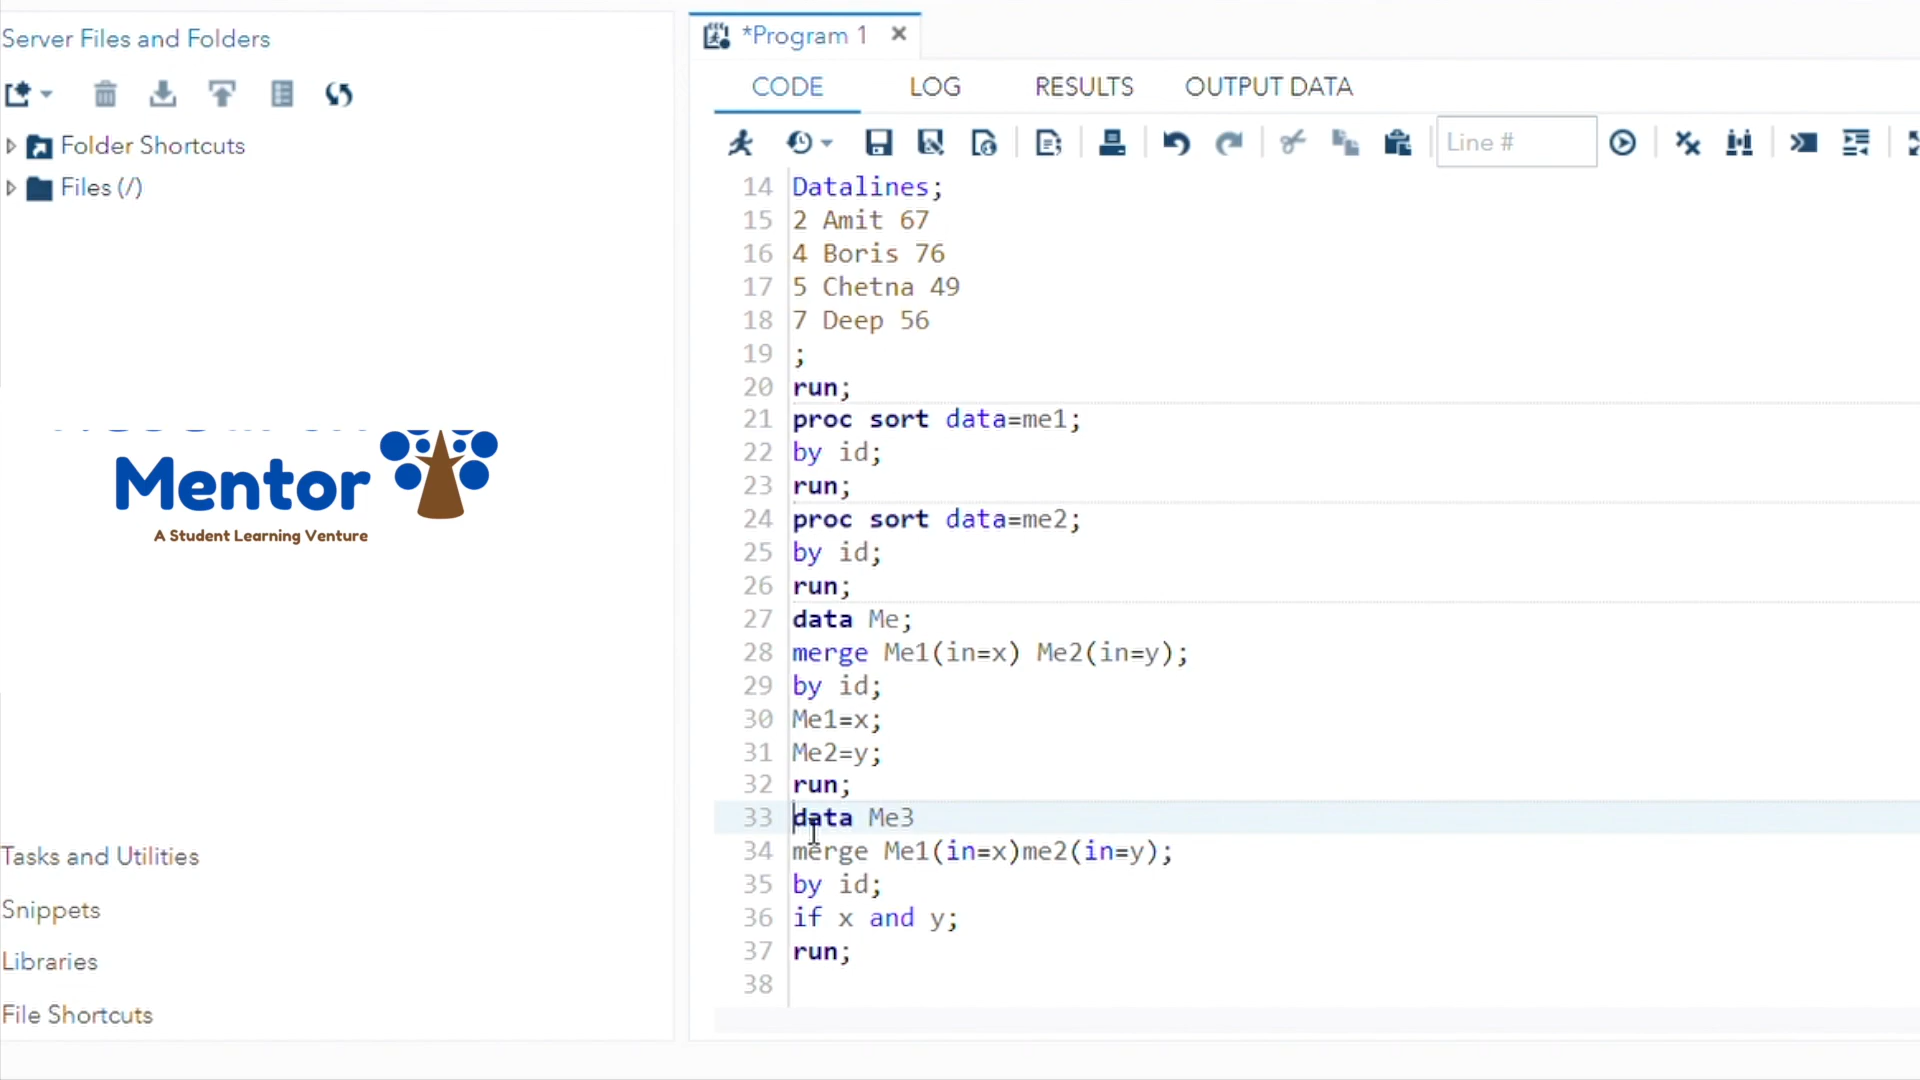 Server Files and Folders
Folder Shortcuts
Files (/)
Mentor
A Student Learning Venture
Tasks and Utilities
Snippets
Libraries
File Shortcuts
*Program 1
CODE LOG RESULTS OUTPUT DATA
Line #
14 Datalines;
15 2 Amit 67
16 4 Boris 76
17 5 Chetna 49
18 7 Deep 56
19 ;
20 run;
21 proc sort data=me1;
22 by id;
23 run;
24 proc sort data=me2;
25 by id;
26 run;
27 data Me;
28 merge Me1(in=x) Me2(in=y);
29 by id;
30 Me1=x;
31 Me2=y;
32 run;
33 data Me3
34 merge Me1(in=x)me2(in=y);
35 by id;
36 if x and y;
37 run;
38